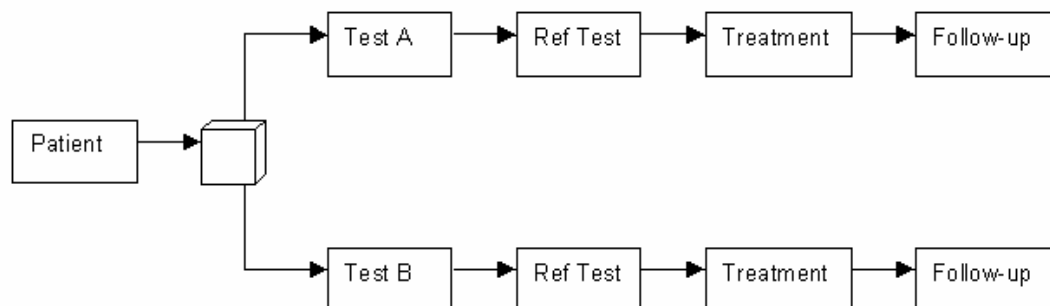 Test A
Ref Test
Treatment
Follow-up
Patient
Test B
Ref Test
Treatment
Follow-up